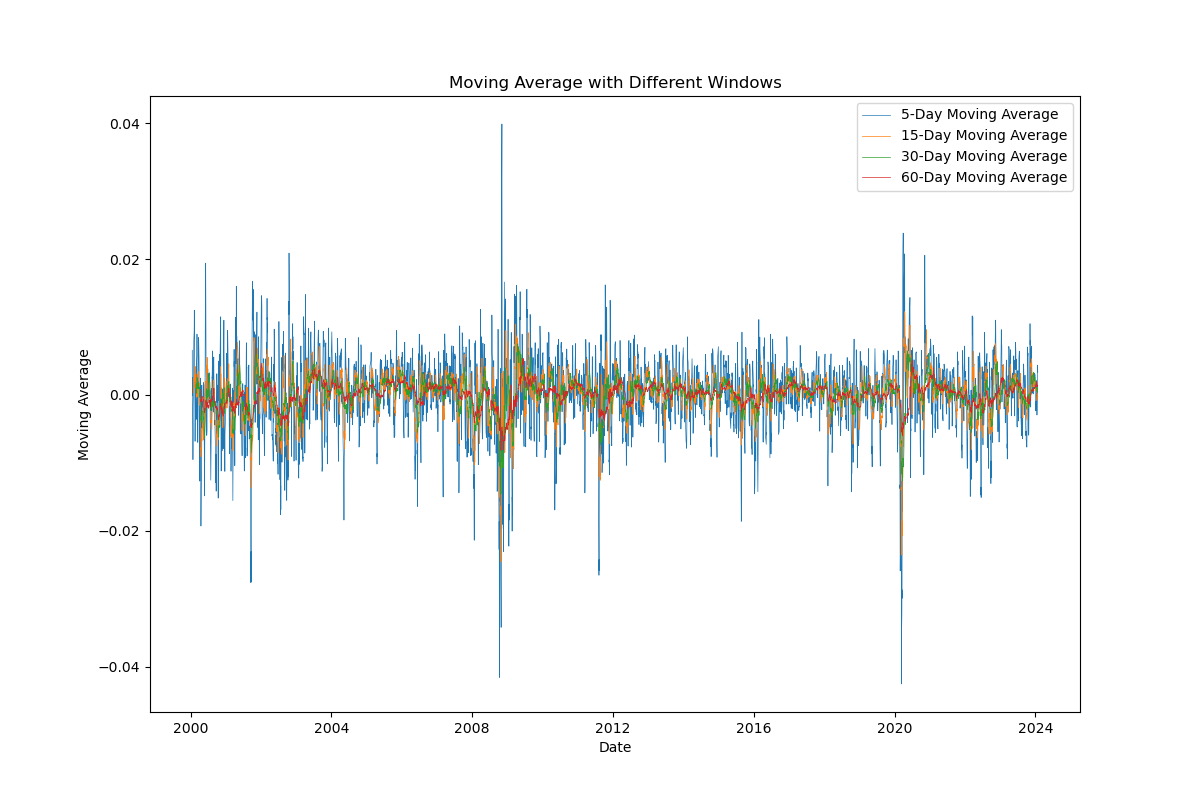 Moving Average with Different Windows
5-Day Moving Average
15-Day Moving Average
30-Day Moving Average
60-Day Moving Average
Moving Average
0.04
0.02
0.00
−0.02
−0.04
2000 2004 2008 2012 2016 2020 2024
Date